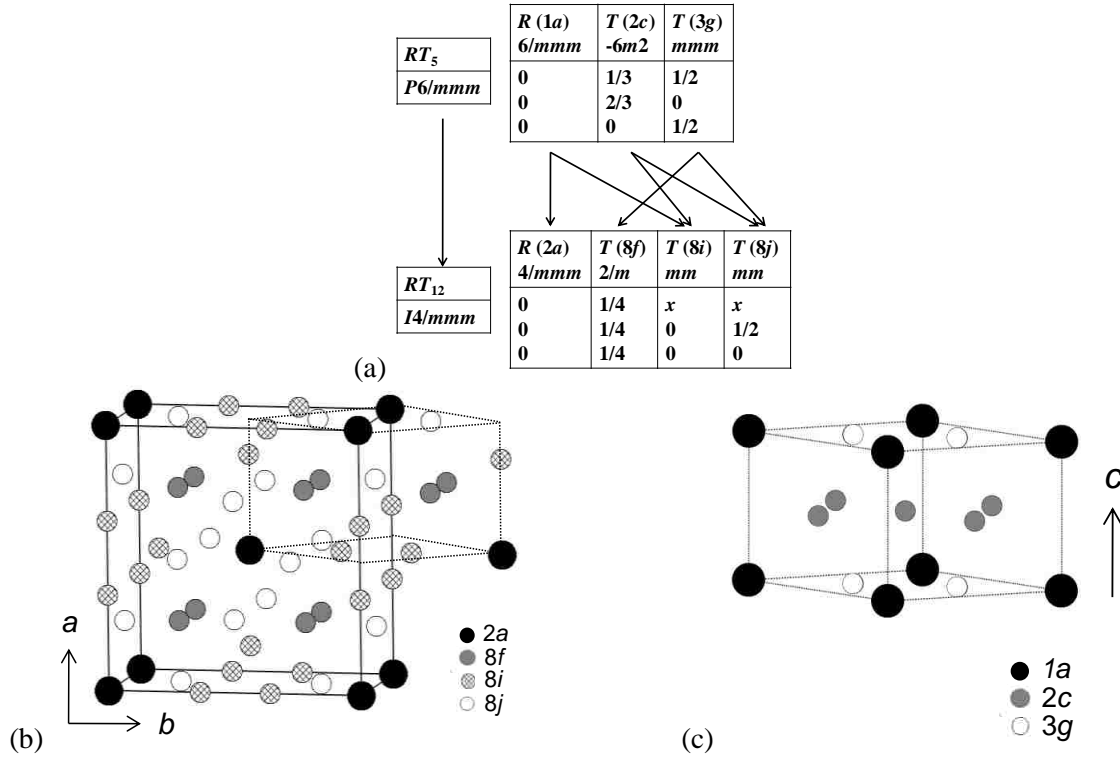 R (1a) T (2c) T (3g)
6/mmm -6m2 mmm
RT5
P6/mmm
0 1/3 1/2
0 2/3 0
0 0 1/2
R (2a) T (8f) T (8i) T (8j)
4/mmm 2/m mm mm
RT12
I4/mmm
0 1/4 x x
0 1/4 0 1/2
0 1/4 0 0
(a)
a
b
2a
8f
8i
8j
(b)
c
1a
2c
3g
(c)